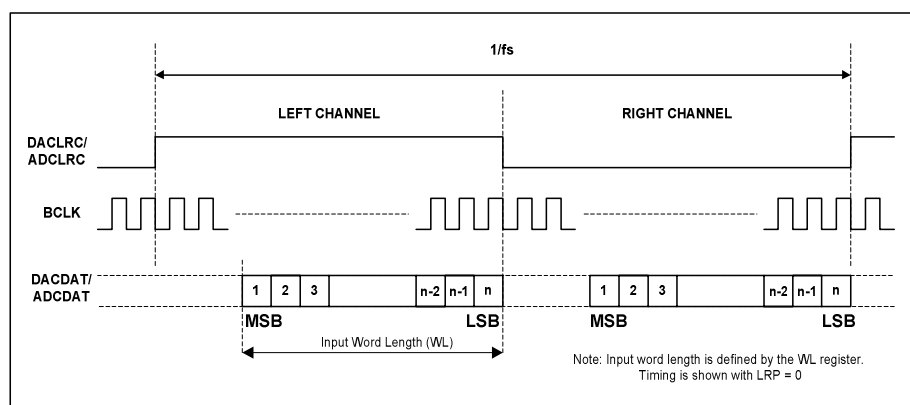 1/fs
LEFT CHANNEL
RIGHT CHANNEL
DACLRC/
ADCLRC
BCLK
DACDAT/
ADCDAT
1 2 3 n-2 n-1 n 1 2 3 n-2 n-1 n
MSB LSB MSB LSB
Input Word Length (WL)
Note: Input word length is defined by the WL register.
Timing is shown with LRP = 0